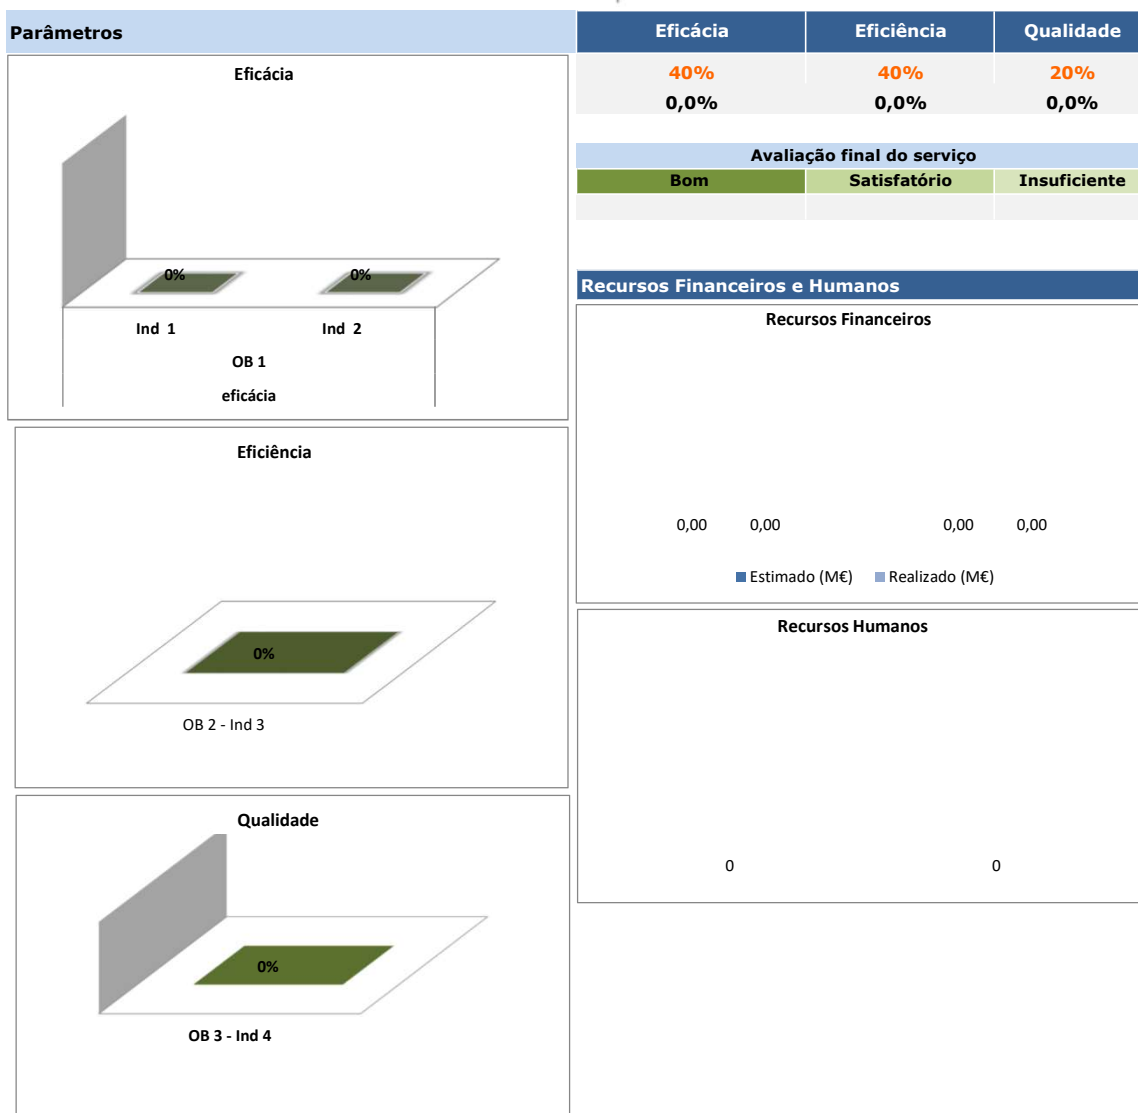 Parâmetros
Eficácia
0% 0%
Ind 1 Ind 2
OB 1
eficácia
Eficiência
0%
OB 2 - Ind 3
Qualidade
0%
OB 3 - Ind 4
Eficácia Eficiência Qualidade
40% 40% 20%
0,0% 0,0% 0,0%
Avaliação final do serviço
Bom Satisfatório Insuficiente
Recursos Financeiros e Humanos
Recursos Financeiros
0,00 0,00 0,00 0,00
Estimado (M€) Realizado (M€)
Recursos Humanos
0 0